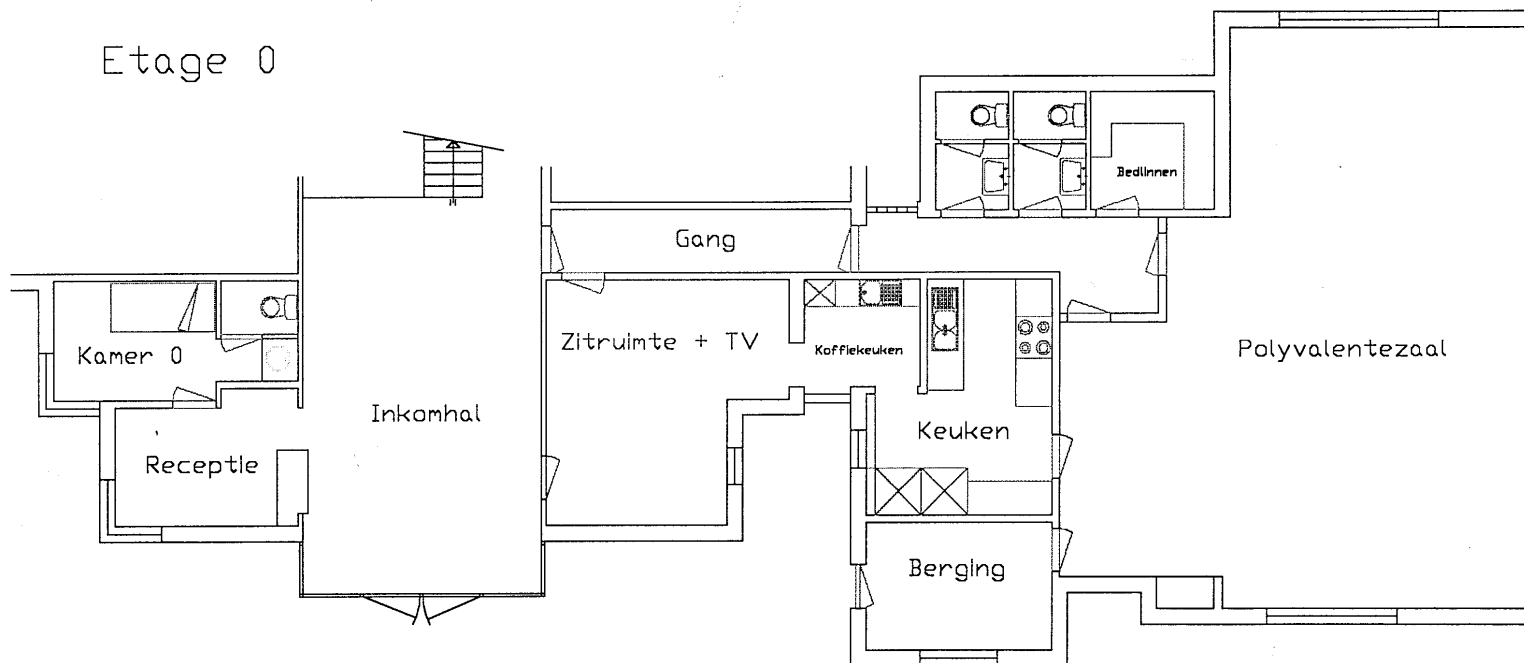 Etage 0
Bedlinnen
Gang
Zitruimte + TV
Koffiekeuken
Kamer 0
Polyvalentezaal
Inkomhal
Keuken
Receptie
Berging